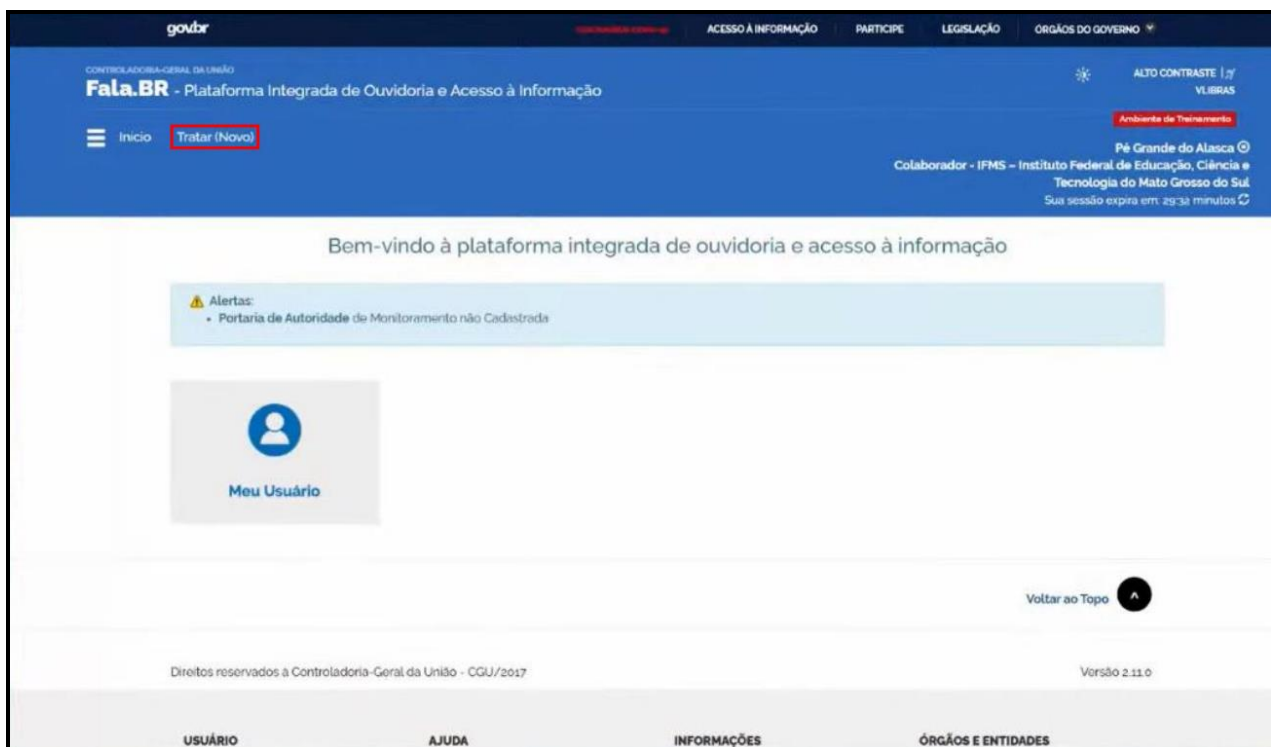 gov.br
ACESSO À INFORMAÇÃO
PARTICIPE
LEGISLAÇÃO
ÓRGÃOS DO GOVERNO
CONTROLADORIA-GERAL DA UNIÃO
Fala.BR - Plataforma Integrada de Ouvidoria e Acesso à Informação
ALTO CONTRASTE
VLIBRAS
Ambiente de Treinamento
Inicio
Tratar (Novo)
Pé Grande do Alasca
Colaborador - IFMS – Instituto Federal de Educação, Ciência e
Tecnologia do Mato Grosso do Sul
Sua sessão expira em: 29:32 minutos
Bem-vindo à plataforma integrada de ouvidoria e acesso à informação
Alertas:
• Portaria de Autoridade de Monitoramento não Cadastrada
Meu Usuário
Voltar ao Topo
Direitos reservados a Controladoria-Geral da União - CGU/2017
Versão 2.11.0
USUÁRIO
AJUDA
INFORMAÇÕES
ÓRGÃOS E ENTIDADES